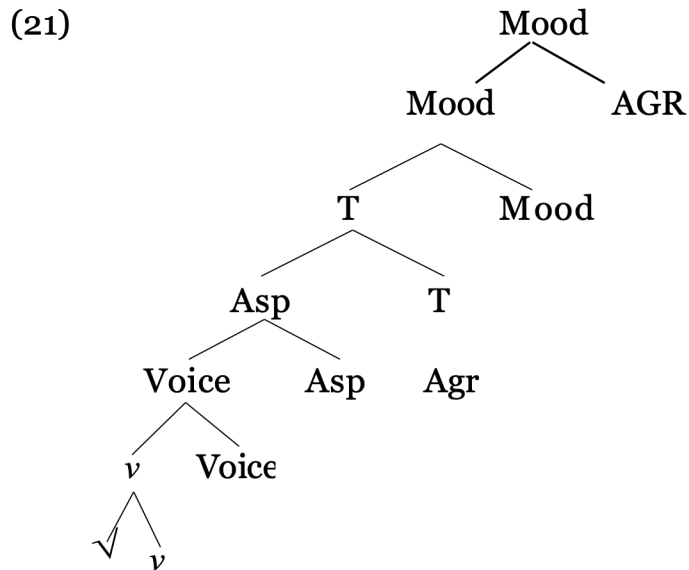 (21) Mood
Mood AGR
T Mood
Asp T
Voice Asp Agr
v Voice
√ v